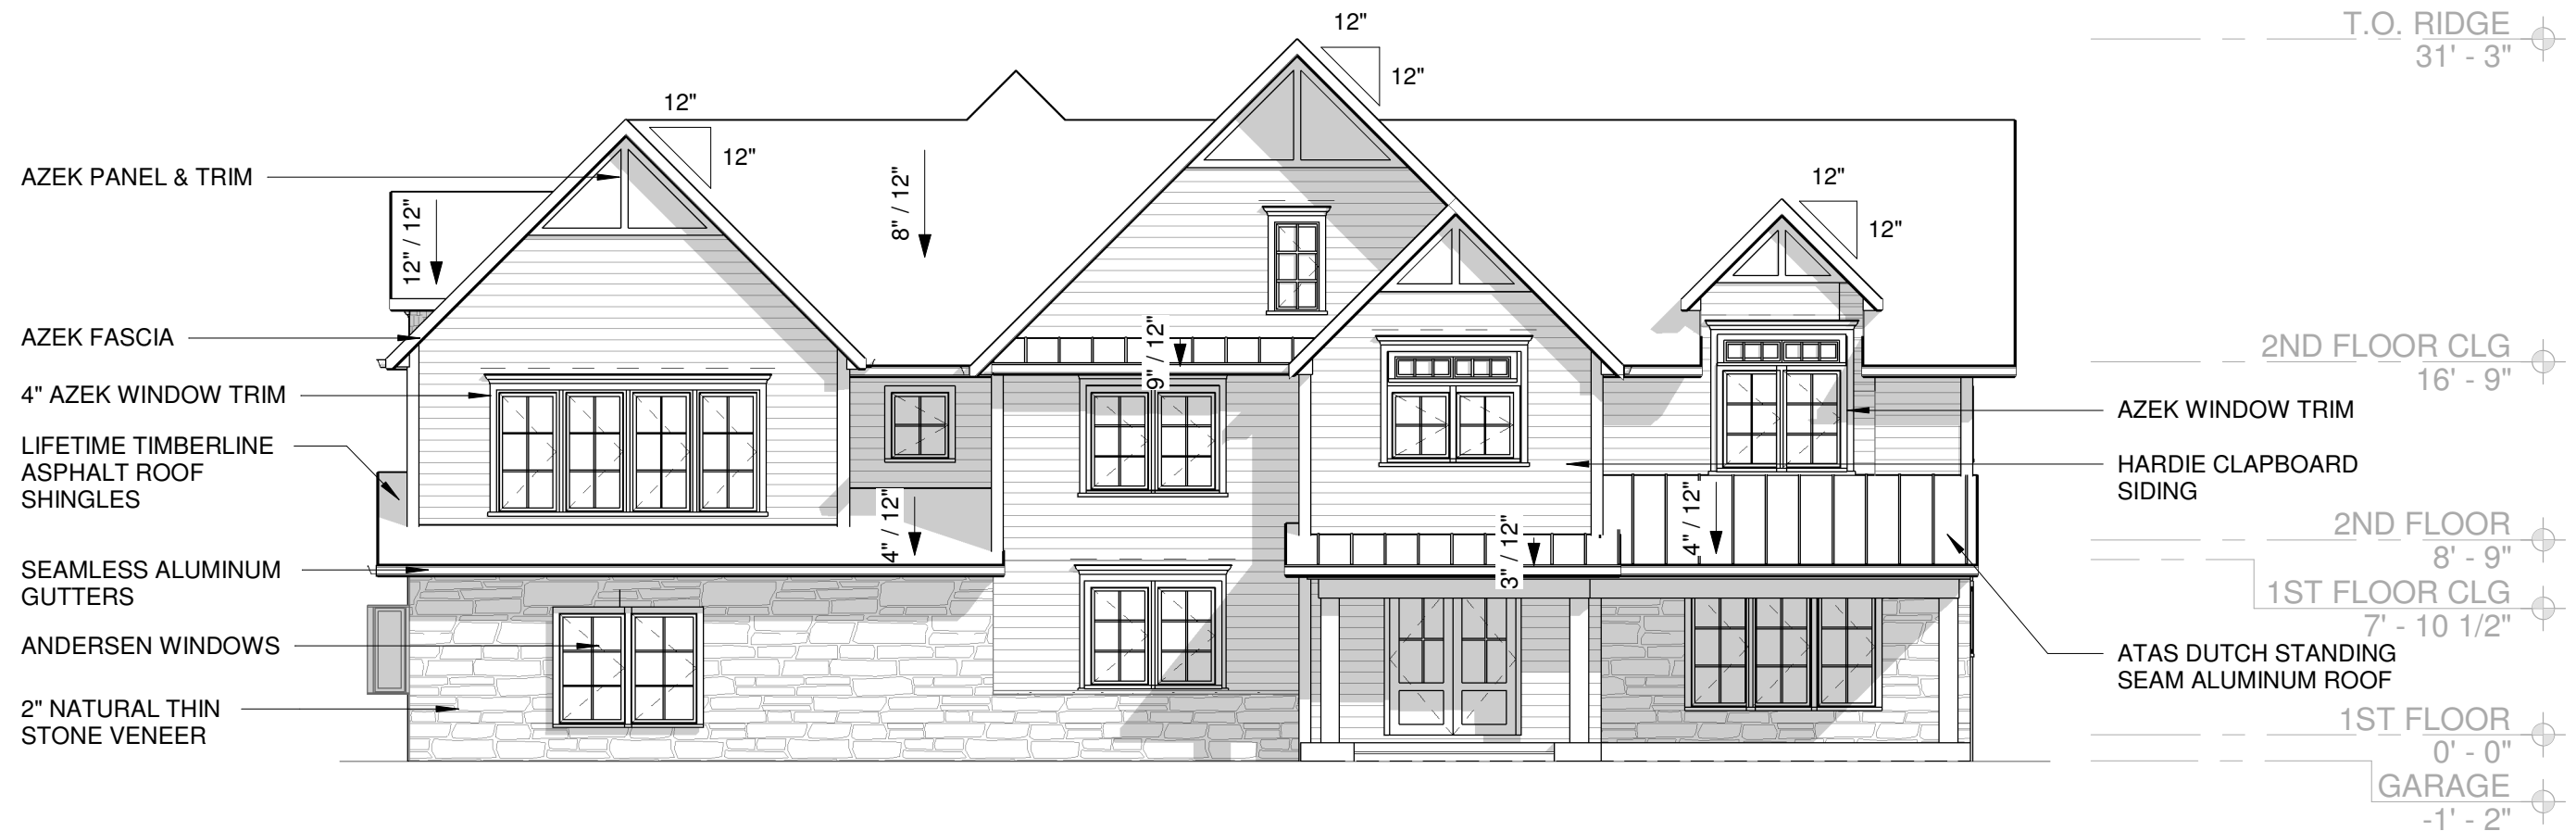 12"
12"
12"
12"
12"
12"
12" / 12"
8" / 12"
9" / 12"
4" / 12"
3" / 12"
4" / 12"
AZEK PANEL & TRIM
AZEK FASCIA
4" AZEK WINDOW TRIM
LIFETIME TIMBERLINE
ASPHALT ROOF
SHINGLES
SEAMLESS ALUMINUM
GUTTERS
ANDERSEN WINDOWS
2" NATURAL THIN
STONE VENEER
AZEK WINDOW TRIM
HARDIE CLAPBOARD
SIDING
ATAS DUTCH STANDING
SEAM ALUMINUM ROOF
T.O. RIDGE
31' - 3"
2ND FLOOR CLG
16' - 9"
2ND FLOOR
8' - 9"
1ST FLOOR CLG
7' - 10 1/2"
1ST FLOOR
0' - 0"
GARAGE
-1' - 2"